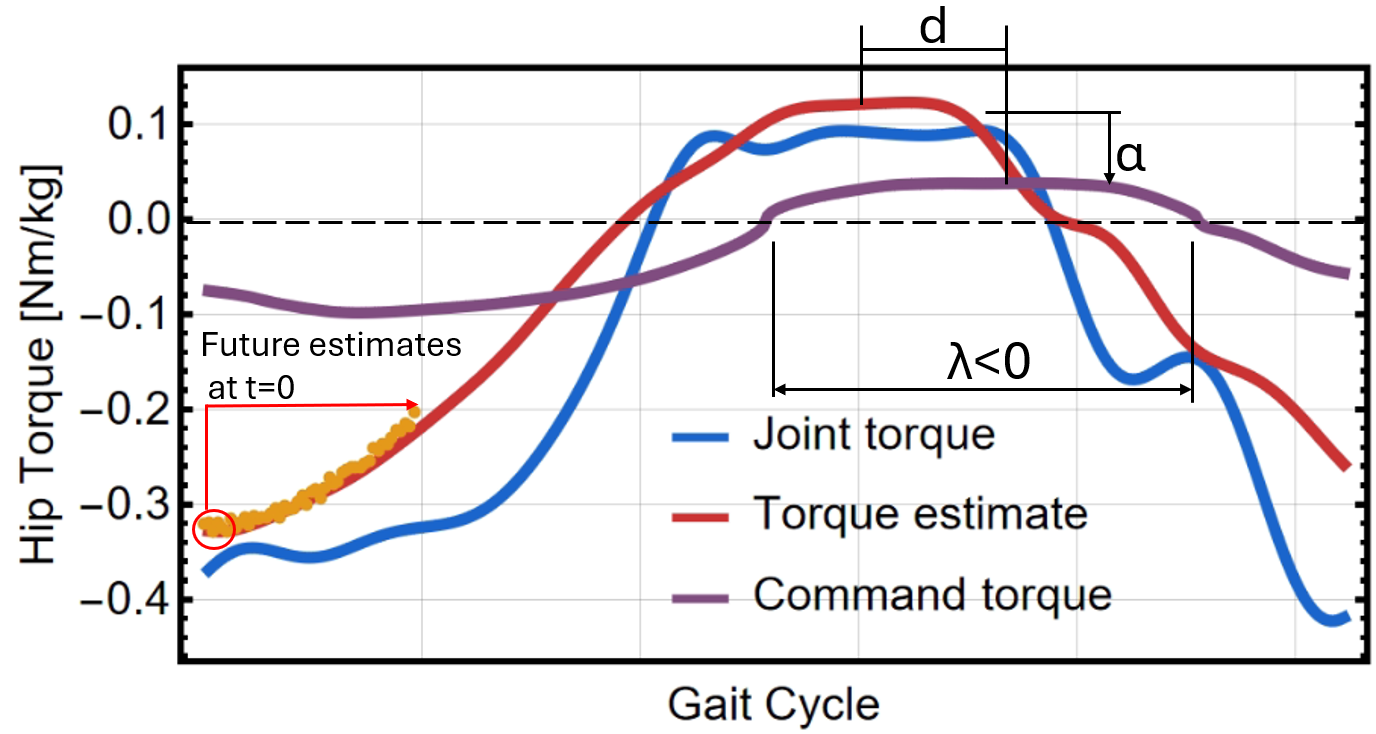 d
0.1
α
0.0
−0.1
Future estimates
at t=0
λ<0
−0.2
Joint torque
−0.3
Torque estimate
−0.4
Command torque
Hip Torque [Nm/kg]
Gait Cycle